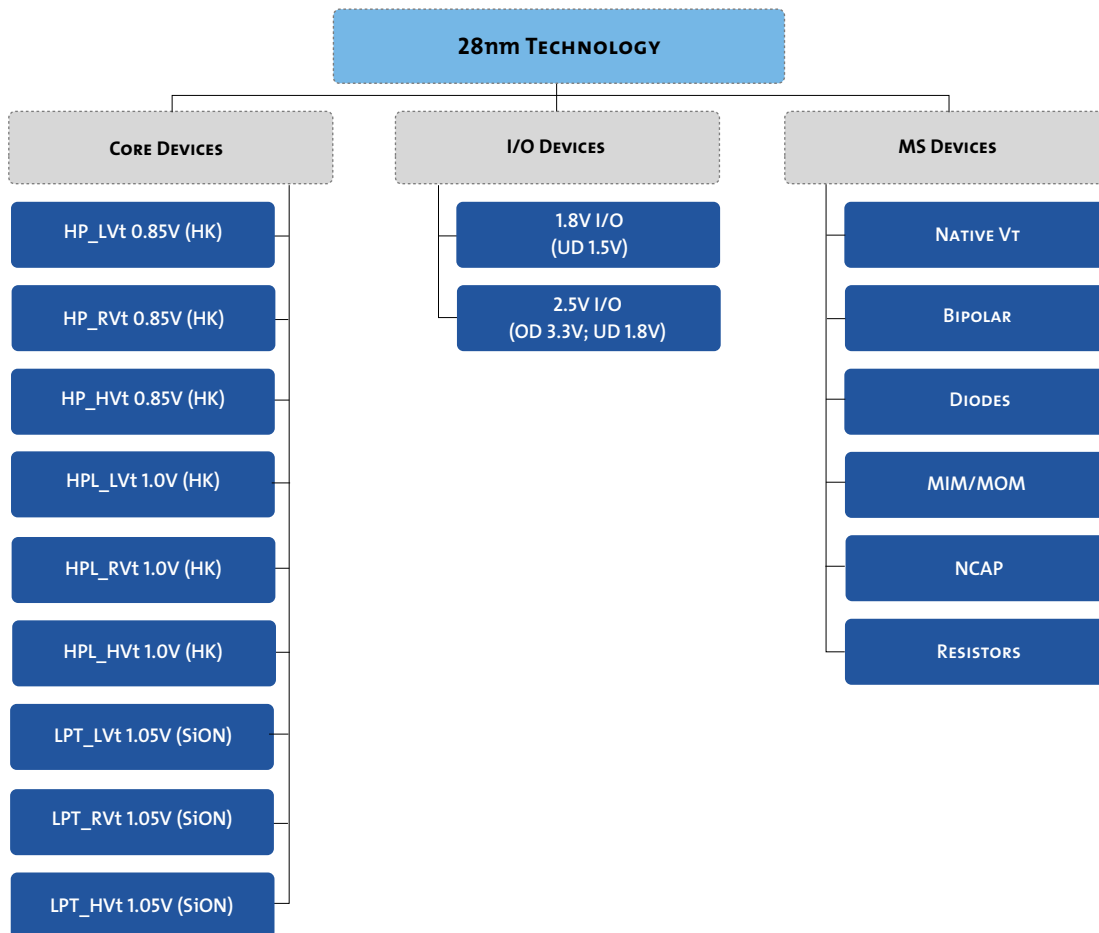 28nm Technology
Core Devices
HP_LVt 0.85V (HK)
HP_RVt 0.85V (HK)
HP_HVt 0.85V (HK)
HPL_LVt 1.0V (HK)
HPL_RVt 1.0V (HK)
HPL_HVt 1.0V (HK)
LPT_LVt 1.05V (SiON)
LPT_RVt 1.05V (SiON)
LPT_HVt 1.05V (SiON)
I/O Devices
1.8V I/O
(UD 1.5V)
2.5V I/O
(OD 3.3V; UD 1.8V)
MS Devices
Native Vt
Bipolar
Diodes
MIM/MOM
NCAP
Resistors